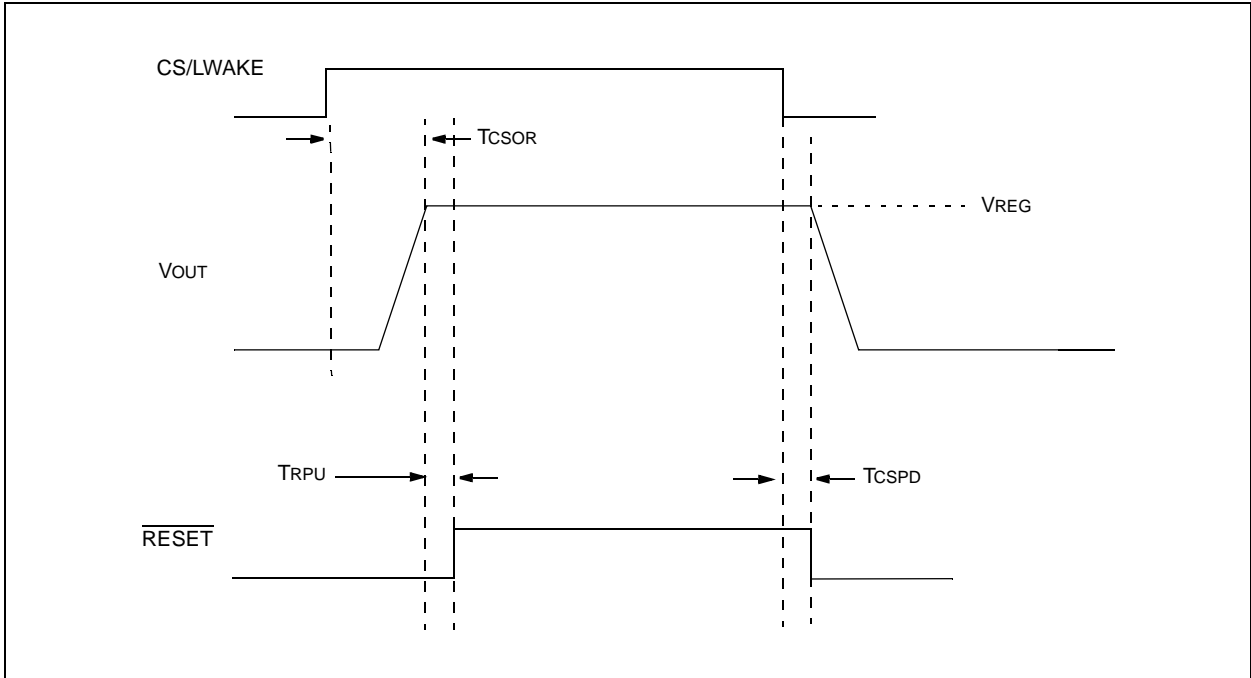 CS/LWAKE
TCSOR
VREG
VOUT
TRPU
TCSPD
RESET